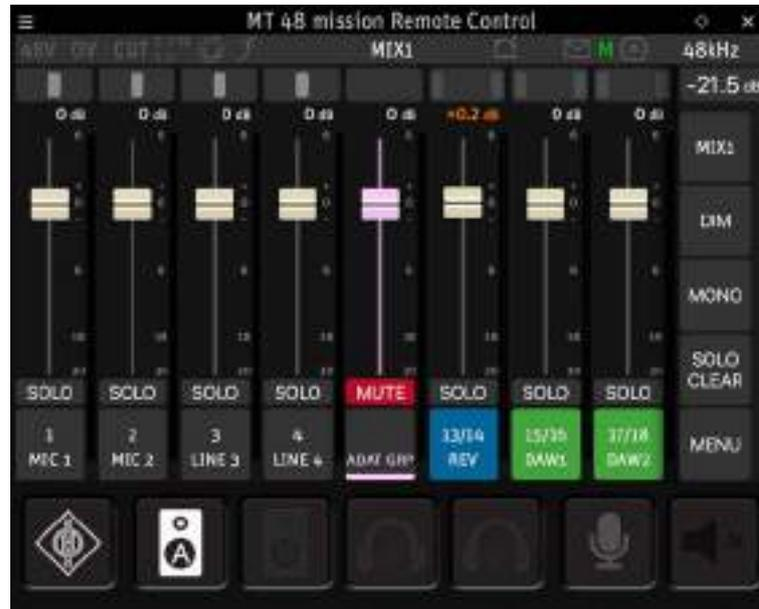 MT 48 mission Remote Control
48V CUT MIX1 M 48kHz
-21.5 dB
0 dB 0 dB 0 dB 0 dB 0 dB +0.2 dB 0 dB 0 dB
MIX1
DIM
MONO
SOLO CLEAR
SOLO SOLO SOLO SOLO MUTE SOLO SOLO SOLO
1 2 3 4 13/14 15/16 17/18
MIC 1 MIC 2 LINE 3 LINE 4 ADAT GRP REV DAW1 DAW2
MENU
A